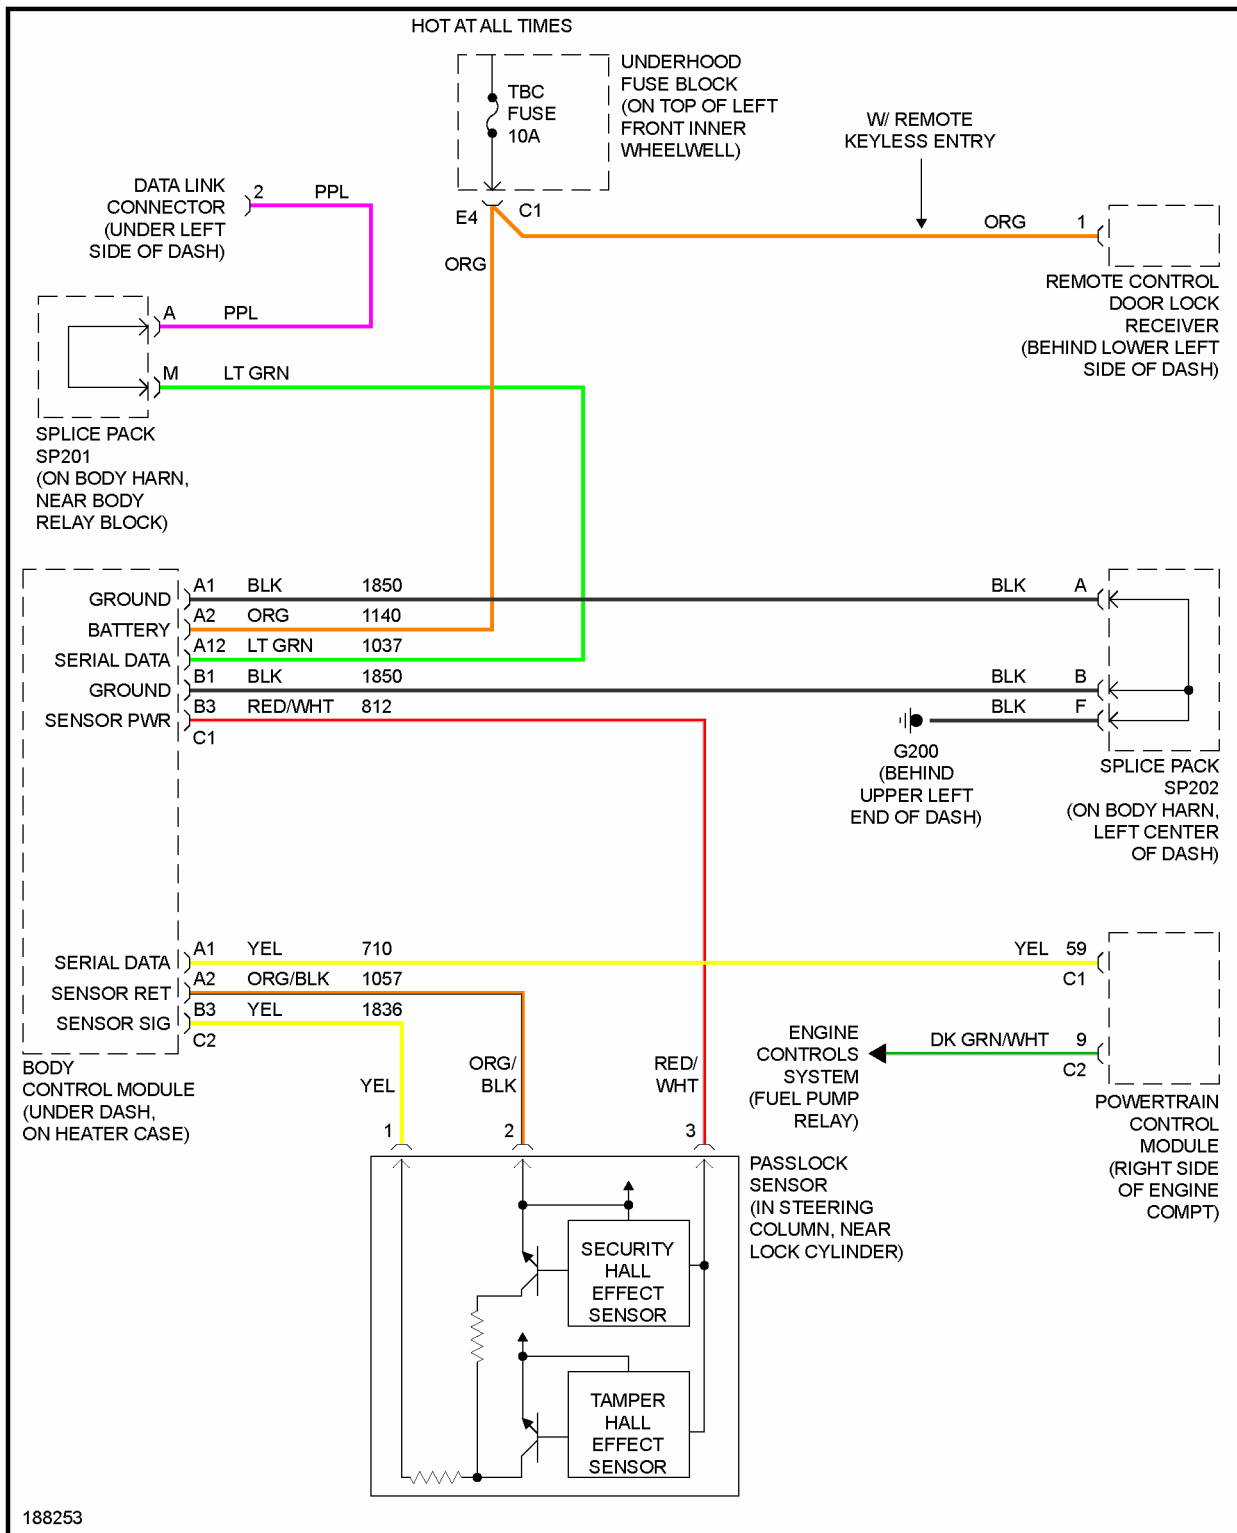 HOT AT ALL TIMES
TBC
FUSE
10A
UNDERHOOD
FUSE BLOCK
(ON TOP OF LEFT
FRONT INNER
WHEELWELL)
W/ REMOTE
KEYLESS ENTRY
DATA LINK
CONNECTOR
(UNDER LEFT
SIDE OF DASH)
2 PPL
E4 C1
ORG
ORG 1
REMOTE CONTROL
DOOR LOCK
RECEIVER
(BEHIND LOWER LEFT
SIDE OF DASH)
A PPL
M LT GRN
SPLICE PACK
SP201
(ON BODY HARN,
NEAR BODY
RELAY BLOCK)
GROUND A1 BLK 1850 BLK A
BATTERY A2 ORG 1140
SERIAL DATA A12 LT GRN 1037
GROUND B1 BLK 1850 BLK B
SENSOR PWR B3 RED/WHT 812 BLK F
C1
G200
(BEHIND
UPPER LEFT
END OF DASH)
SPLICE PACK
SP202
(ON BODY HARN,
LEFT CENTER
OF DASH)
SERIAL DATA A1 YEL 710 YEL 59
C1
SENSOR RET A2 ORG/BLK 1057
SENSOR SIG B3 YEL 1836
C2
BODY
CONTROL MODULE
(UNDER DASH,
ON HEATER CASE)
ENGINE
CONTROLS
SYSTEM
(FUEL PUMP
RELAY)
DK GRN/WHT 9
C2
POWERTRAIN
CONTROL
MODULE
(RIGHT SIDE
OF ENGINE
COMPT)
YEL
ORG/
BLK
RED/
WHT
1 2 3
PASSLOCK
SENSOR
(IN STEERING
COLUMN, NEAR
LOCK CYLINDER)
SECURITY
HALL
EFFECT
SENSOR
TAMPER
HALL
EFFECT
SENSOR
188253